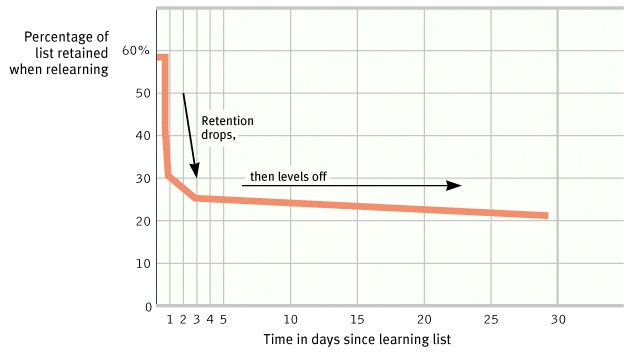 Percentage of
list retained
when relearning
60%
50
40
30
20
10
0
Retention
drops,
then levels off
1 2 3 4 5 10 15 20 25 30
Time in days since learning list